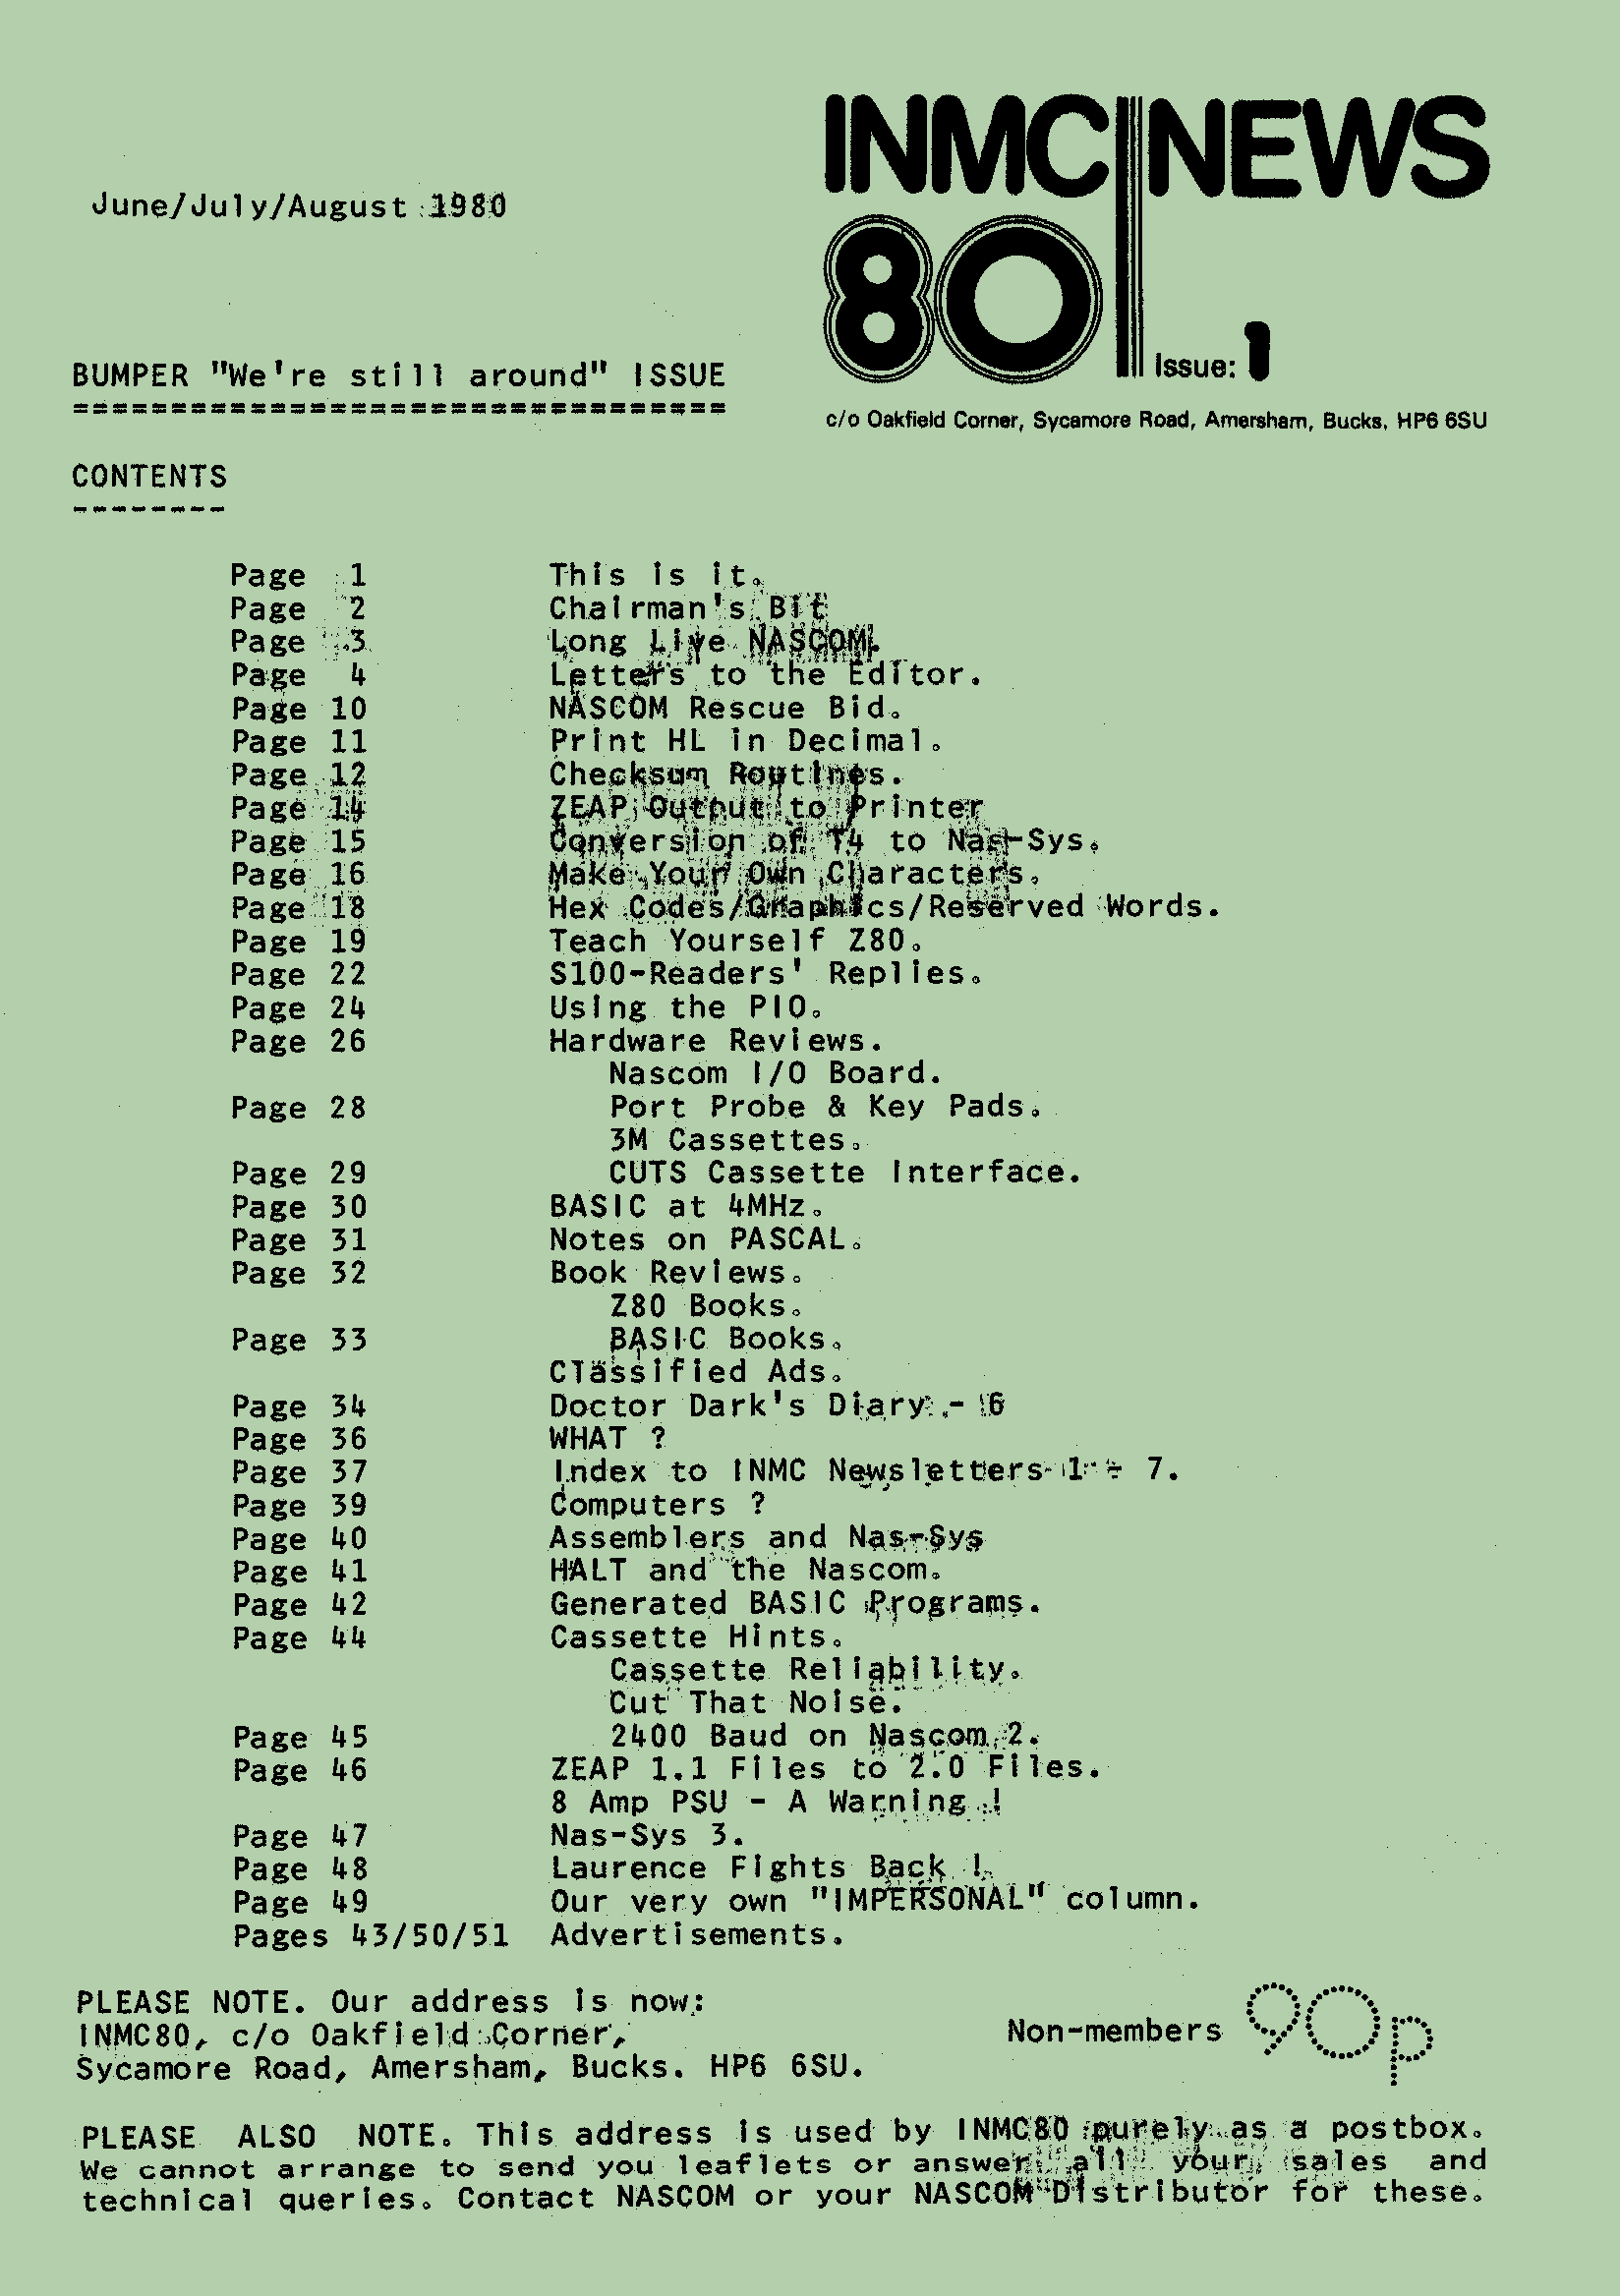 INMC NEWS
June/July/August 1980
80
Issue: 1
BUMPER "We're still around" ISSUE
=================================
c/o Oakfield Corner, Sycamore Road, Amersham, Bucks. HP6 6SU
CONTENTS
--------
Page 1 This is it.
Page 2 Chairman's Bit
Page 3 Long Live NASCOM.
Page 4 Letters to the Editor.
Page 10 NASCOM Rescue Bid.
Page 11 Print HL in Decimal.
Page 12 Checksum Routines.
Page 14 ZEAP Output to Printer
Page 15 Conversion of T4 to Nas-Sys.
Page 16 Make Your Own Characters.
Page 18 Hex Codes/Graphics/Reserved Words.
Page 19 Teach Yourself Z80.
Page 22 S100-Readers' Replies.
Page 24 Using the PIO.
Page 26 Hardware Reviews.
Nascom I/O Board.
Page 28 Port Probe & Key Pads.
3M Cassettes.
Page 29 CUTS Cassette Interface.
Page 30 BASIC at 4MHz.
Page 31 Notes on PASCAL.
Page 32 Book Reviews.
Z80 Books.
Page 33 BASIC Books.
Classified Ads.
Page 34 Doctor Dark's Diary - 6
Page 36 WHAT ?
Page 37 Index to INMC Newsletters 1 - 7.
Page 39 Computers ?
Page 40 Assemblers and Nas-Sys
Page 41 HALT and the Nascom.
Page 42 Generated BASIC Programs.
Page 44 Cassette Hints.
Cassette Reliability.
Cut That Noise.
Page 45 2400 Baud on Nascom 2.
Page 46 ZEAP 1.1 Files to 2.0 Files.
8 Amp PSU - A Warning !
Page 47 Nas-Sys 3.
Page 48 Laurence Fights Back !
Page 49 Our very own "IMPERSONAL" column.
Pages 43/50/51 Advertisements.
PLEASE NOTE. Our address is now:
INMC80, c/o Oakfield Corner,
Sycamore Road, Amersham, Bucks. HP6 6SU.
Non-members 90p
PLEASE ALSO NOTE. This address is used by INMC80 purely as a postbox.
We cannot arrange to send you leaflets or answer all your sales and
technical queries. Contact NASCOM or your NASCOM Distributor for these.